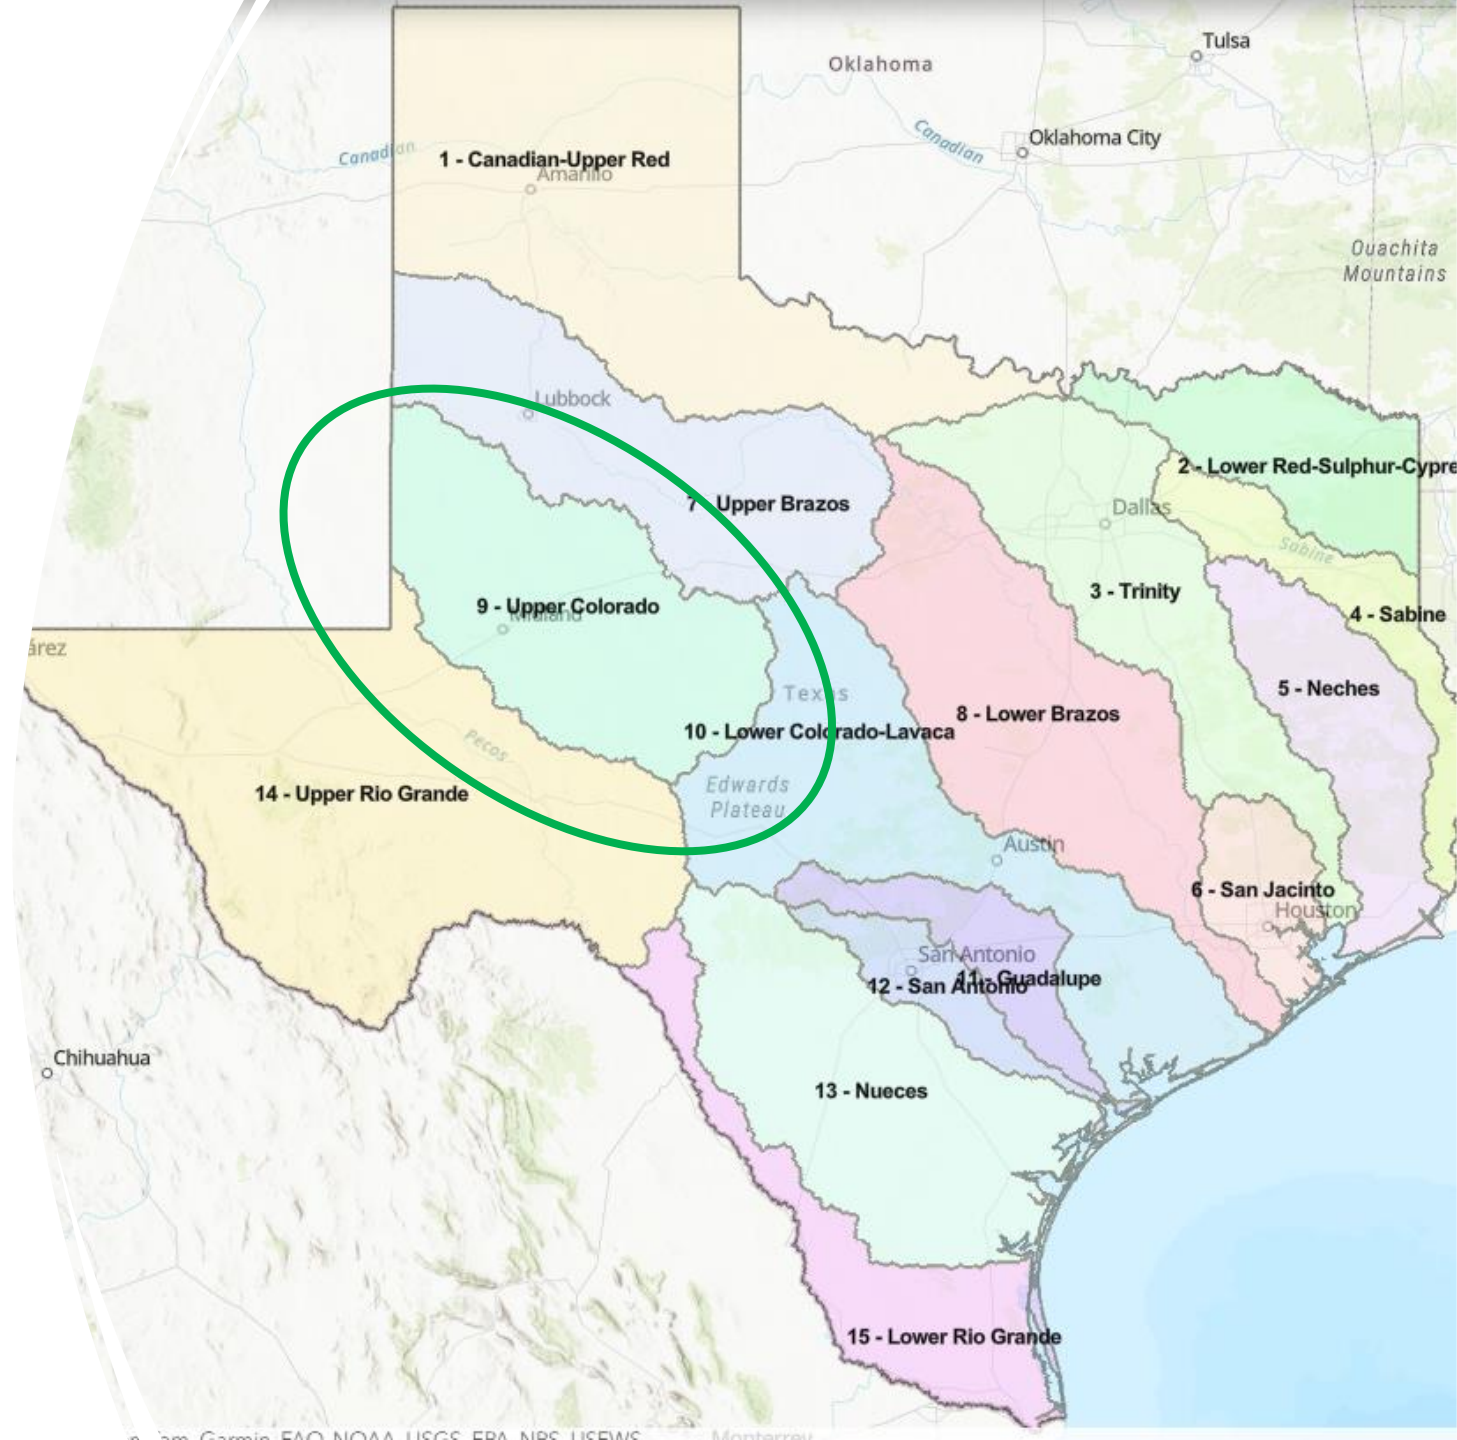 Tulsa
Oklahoma
Canadian
Oklahoma City
Canadian
1 - Canadian-Upper Red
Amarillo
Ouachita
Mountains
Lubbock
2 - Lower Red-Sulphur-Cypre
7 - Upper Brazos
Dallas
Sabine
3 - Trinity
9 - Upper Colorado
Midland
4 - Sabine
árez
5 - Neches
Texas
8 - Lower Brazos
10 - Lower Colorado-Lavaca
Pecos
Edwards
Plateau
14 - Upper Rio Grande
Austin
6 - San Jacinto
Houston
San Antonio
11 - Guadalupe
12 - San Antonio
Chihuahua
13 - Nueces
15 - Lower Rio Grande
Garmin, FAO, NOAA, USGS, EPA, NPS, USFWS
Monterrey